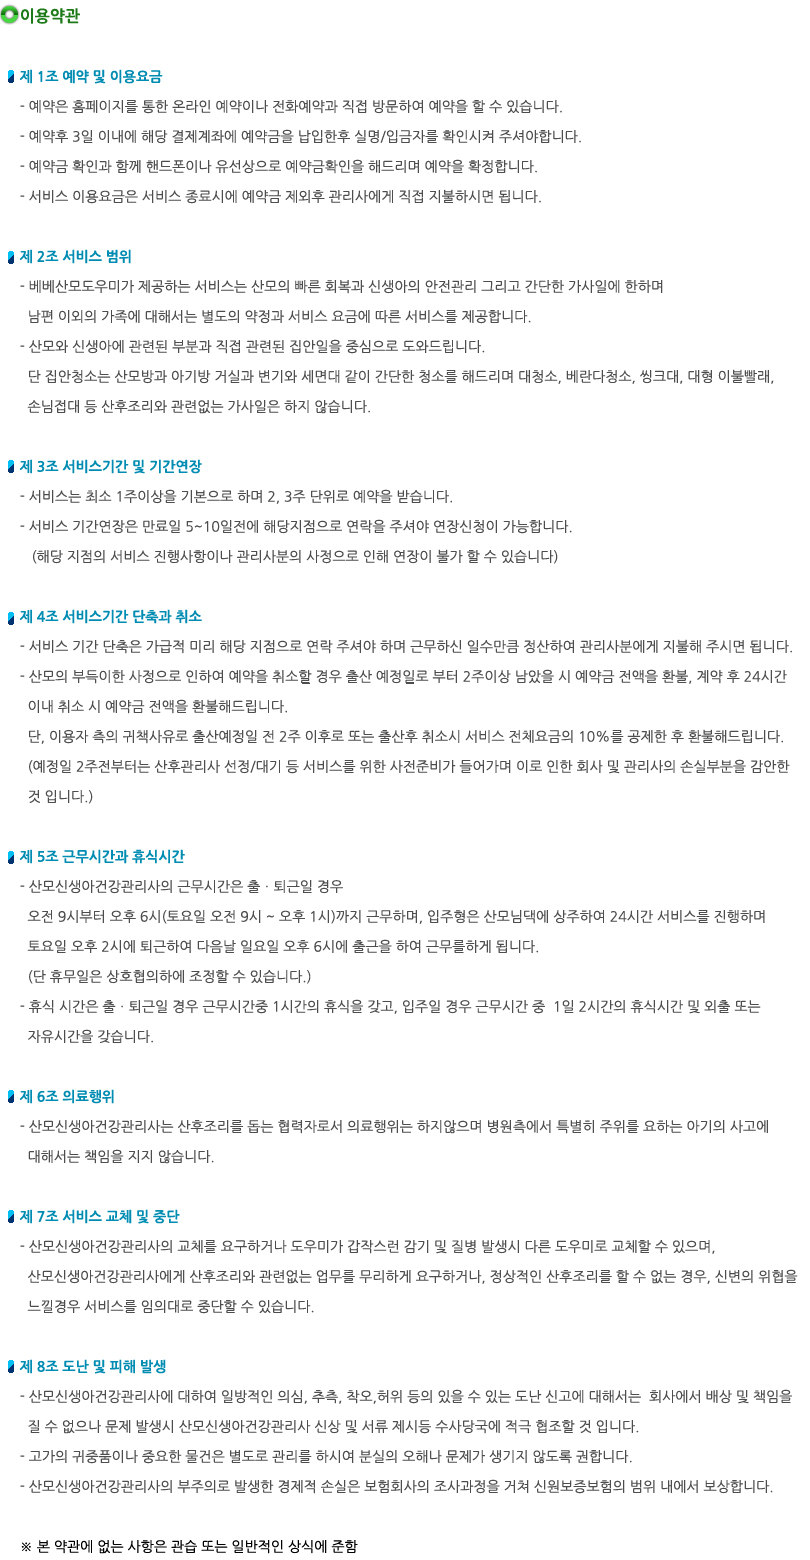 이용약관
제 1조 예약 및 이용요금
- 예약은 홈페이지를 통한 온라인 예약이나 전화예약과 직접 방문하여 예약을 할 수 있습니다.
- 예약후 3일 이내에 해당 결제계좌에 예약금을 납입한후 실명/입금자를 확인시켜 주셔야합니다.
- 예약금 확인과 함께 핸드폰이나 유선상으로 예약금확인을 해드리며 예약을 확정합니다.
- 서비스 이용요금은 서비스 종료시에 예약금 제외후 관리사에게 직접 지불하시면 됩니다.
제 2조 서비스 범위
- 베베산모도우미가 제공하는 서비스는 산모의 빠른 회복과 신생아의 안전관리 그리고 간단한 가사일에 한하며
남편 이외의 가족에 대해서는 별도의 약정과 서비스 요금에 따른 서비스를 제공합니다.
- 산모와 신생아에 관련된 부분과 직접 관련된 집안일을 중심으로 도와드립니다.
단 집안청소는 산모방과 아기방 거실과 변기와 세면대 같이 간단한 청소를 해드리며 대청소, 베란다청소, 씽크대, 대형 이불빨래,
손님접대 등 산후조리와 관련없는 가사일은 하지 않습니다.
제 3조 서비스기간 및 기간연장
- 서비스는 최소 1주이상을 기본으로 하며 2, 3주 단위로 예약을 받습니다.
- 서비스 기간연장은 만료일 5~10일전에 해당지점으로 연락을 주셔야 연장신청이 가능합니다.
(해당 지점의 서비스 진행사항이나 관리사분의 사정으로 인해 연장이 불가 할 수 있습니다)
제 4조 서비스기간 단축과 취소
- 서비스 기간 단축은 가급적 미리 해당 지점으로 연락 주셔야 하며 근무하신 일수만큼 정산하여 관리사분에게 지불해 주시면 됩니다.
- 산모의 부득이한 사정으로 인하여 예약을 취소할 경우 출산 예정일로 부터 2주이상 남았을 시 예약금 전액을 환불, 계약 후 24시간
이내 취소 시 예약금 전액을 환불해드립니다.
단, 이용자 측의 귀책사유로 출산예정일 전 2주 이후로 또는 출산후 취소시 서비스 전체요금의 10%를 공제한 후 환불해드립니다.
(예정일 2주전부터는 산후관리사 선정/대기 등 서비스를 위한 사전준비가 들어가며 이로 인한 회사 및 관리사의 손실부분을 감안한
것 입니다.)
제 5조 근무시간과 휴식시간
- 산모신생아건강관리사의 근무시간은 출 · 퇴근일 경우
오전 9시부터 오후 6시(토요일 오전 9시 ~ 오후 1시)까지 근무하며, 입주형은 산모님댁에 상주하여 24시간 서비스를 진행하며
토요일 오후 2시에 퇴근하여 다음날 일요일 오후 6시에 출근을 하여 근무를하게 됩니다.
(단 휴무일은 상호협의하에 조정할 수 있습니다.)
- 휴식 시간은 출 · 퇴근일 경우 근무시간중 1시간의 휴식을 갖고, 입주일 경우 근무시간 중 1일 2시간의 휴식시간 및 외출 또는
자유시간을 갖습니다.
제 6조 의료행위
- 산모신생아건강관리사는 산후조리를 돕는 협력자로서 의료행위는 하지않으며 병원측에서 특별히 주위를 요하는 아기의 사고에
대해서는 책임을 지지 않습니다.
제 7조 서비스 교체 및 중단
- 산모신생아건강관리사의 교체를 요구하거나 도우미가 갑작스런 감기 및 질병 발생시 다른 도우미로 교체할 수 있으며,
산모신생아건강관리사에게 산후조리와 관련없는 업무를 무리하게 요구하거나, 정상적인 산후조리를 할 수 없는 경우, 신변의 위협을
느낄경우 서비스를 임의대로 중단할 수 있습니다.
제 8조 도난 및 피해 발생
- 산모신생아건강관리사에 대하여 일방적인 의심, 추측, 착오,허위 등의 있을 수 있는 도난 신고에 대해서는 회사에서 배상 및 책임을
질 수 없으나 문제 발생시 산모신생아건강관리사 신상 및 서류 제시등 수사당국에 적극 협조할 것 입니다.
- 고가의 귀중품이나 중요한 물건은 별도로 관리를 하시여 분실의 오해나 문제가 생기지 않도록 권합니다.
- 산모신생아건강관리사의 부주의로 발생한 경제적 손실은 보험회사의 조사과정을 거쳐 신원보증보험의 범위 내에서 보상합니다.
※ 본 약관에 없는 사항은 관습 또는 일반적인 상식에 준함